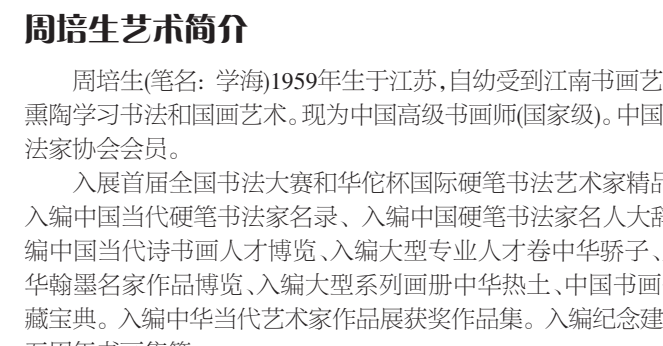 周培生艺术简介
周培生(笔名: 学海)1959年生于江苏,自幼受到江南书画艺
熏陶学习书法和国画艺术。现为中国高级书画师(国家级)。中国
法家协会会员。
入展首届全国书法大赛和华佗杯国际硬笔书法艺术家精品
入编中国当代硬笔书法家名录、入编中国硬笔书法家名人大辞
编中国当代诗书画人才博览、入编大型专业人才卷中华骄子、
华翰墨名家作品博览、入编大型系列画册中华热土、中国书画
藏宝典。入编中华当代艺术家作品展获奖作品集。入编纪念建